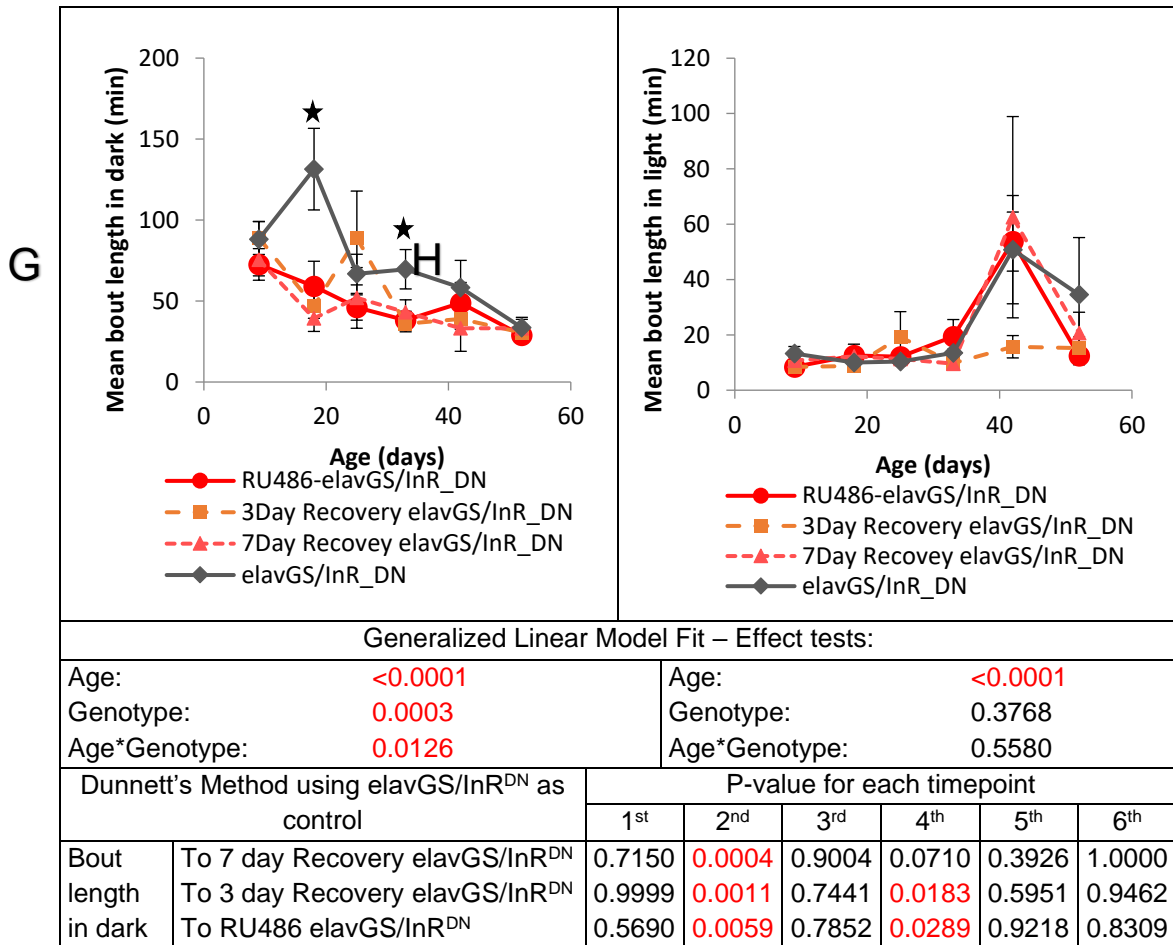 G
Mean bout length in dark (min)
200
150
100
50
0
0 20 40 60
Age (days)
H
RU486-elavGS/InR_DN
3Day Recovery elavGS/InR_DN
7Day Recovey elavGS/InR_DN
elavGS/InR_DN
Mean bout length in light (min)
120
100
80
60
40
20
0
0 20 40 60
Age (days)
RU486-elavGS/InR_DN
3Day Recovery elavGS/InR_DN
7Day Recovey elavGS/InR_DN
elavGS/InR_DN
Generalized Linear Model Fit – Effect tests:
Age: <0.0001 Age: <0.0001
Genotype: 0.0003 Genotype: 0.3768
Age*Genotype: 0.0126 Age*Genotype: 0.5580
Dunnett's Method using elavGS/InRDN as control
P-value for each timepoint
1st 2nd 3rd 4th 5th 6th
Bout length in dark
To 7 day Recovery elavGS/InRDN 0.7150 0.0004 0.9004 0.0710 0.3926 1.0000
To 3 day Recovery elavGS/InRDN 0.9999 0.0011 0.7441 0.0183 0.5951 0.9462
To RU486 elavGS/InRDN 0.5690 0.0059 0.7852 0.0289 0.9218 0.8309